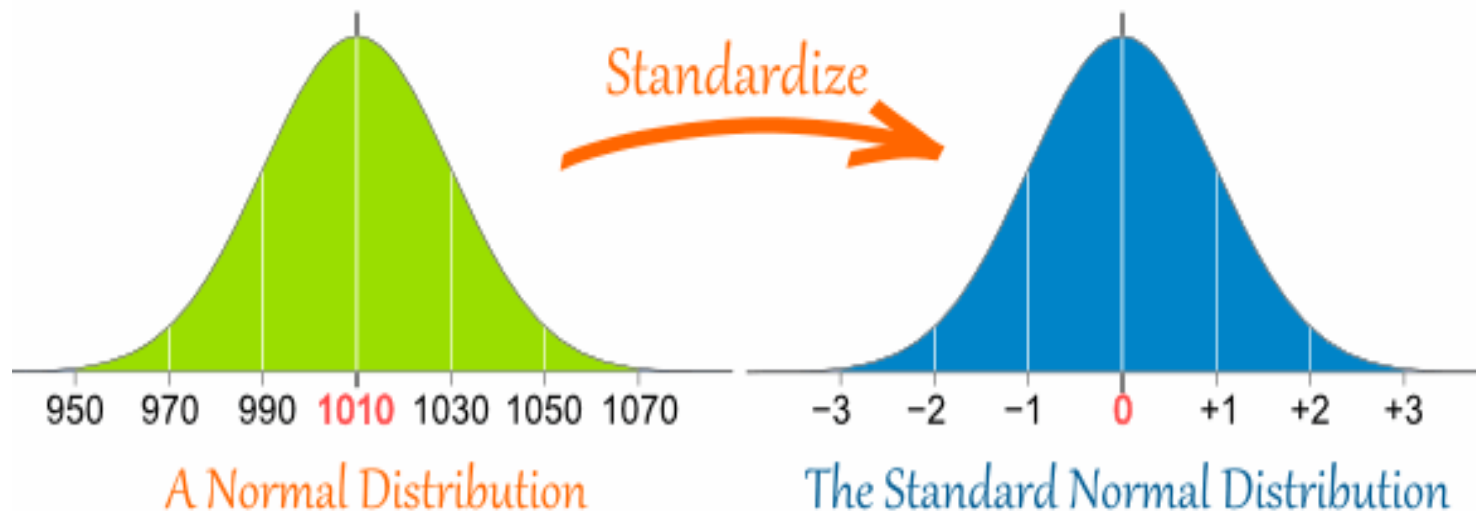 Standardize
950 970 990 1010 1030 1050 1070
−3 −2 −1 0 +1 +2 +3
A Normal Distribution
The Standard Normal Distribution